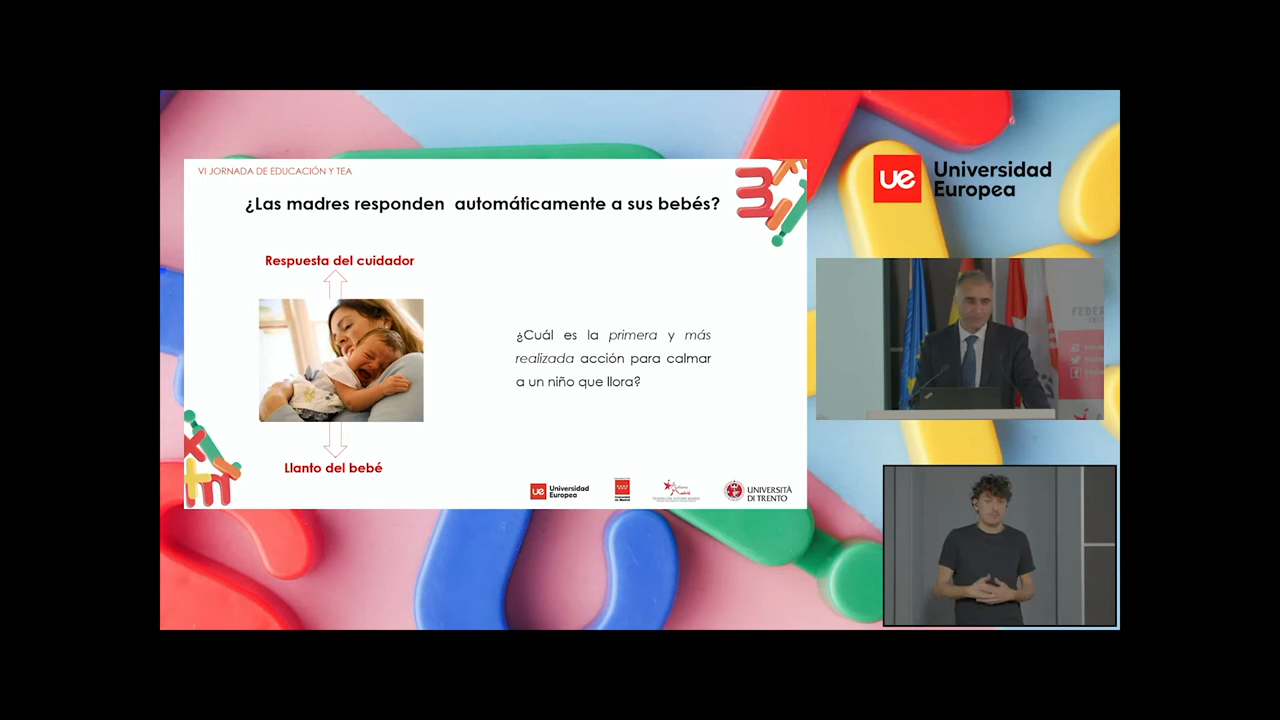 VI JORNADA DE EDUCACIÓN Y TEA
¿Las madres responden automáticamente a sus bebés?
Respuesta del cuidador
¿Cuál es la primera y más
realizada acción para calmar
a un niño que llora?
Llanto del bebé
ue Universidad
Europea
UNIVERSITÀ
DI TRENTO
ue Universidad
Europea
FEDER